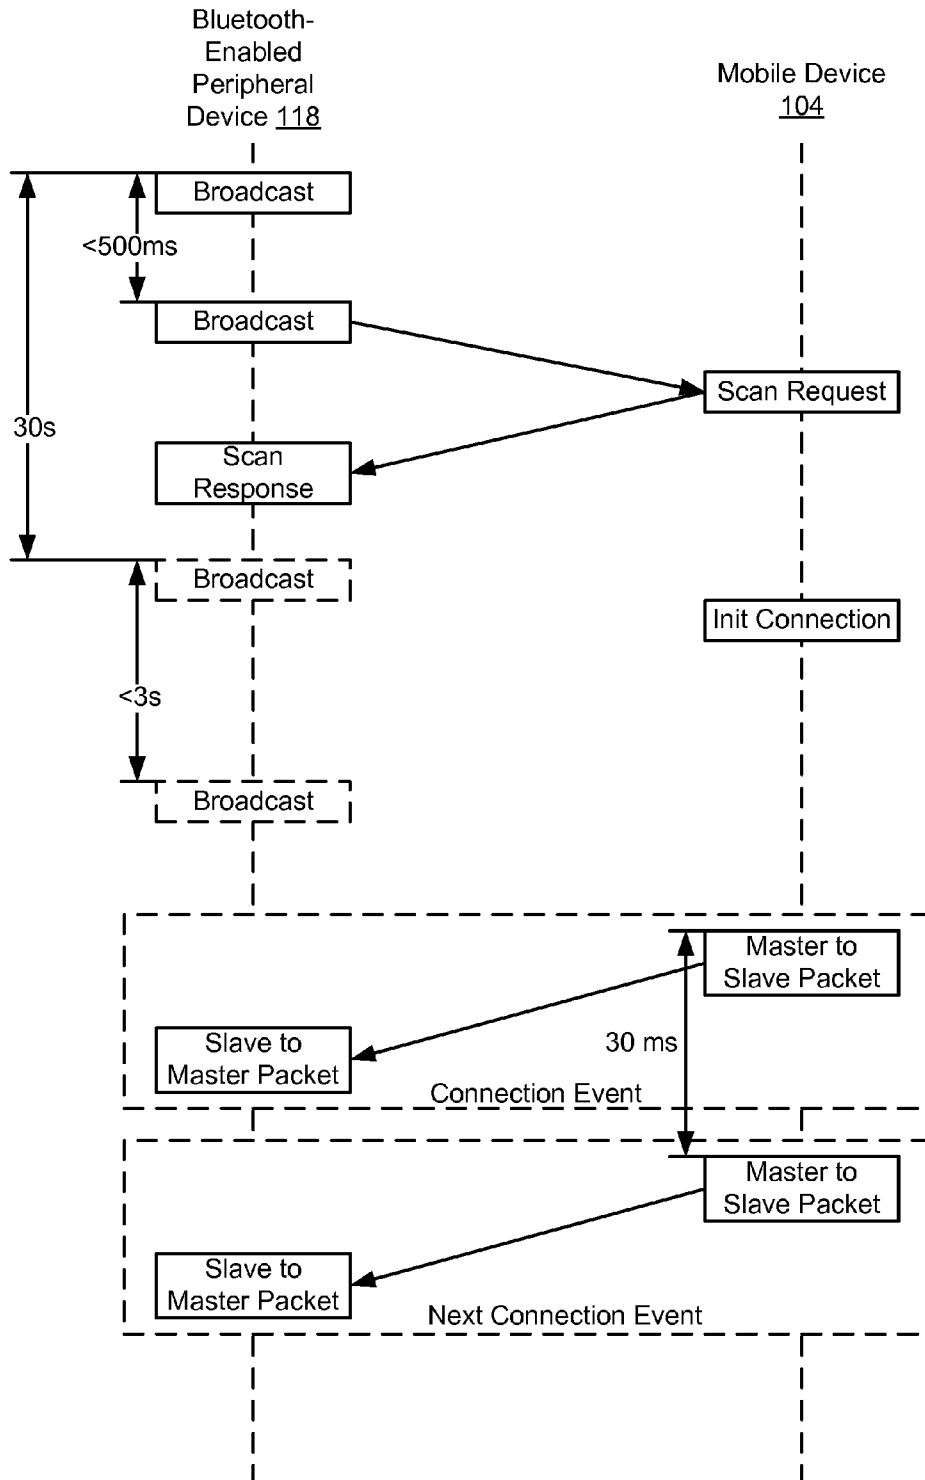 Bluetooth-
Enabled
Peripheral
Device 118
Mobile Device
104
Broadcast
<500ms
Broadcast
Scan Request
30s
Scan
Response
Broadcast
Init Connection
<3s
Broadcast
Master to
Slave Packet
30 ms
Slave to
Master Packet
Connection Event
Master to
Slave Packet
Slave to
Master Packet
Next Connection Event